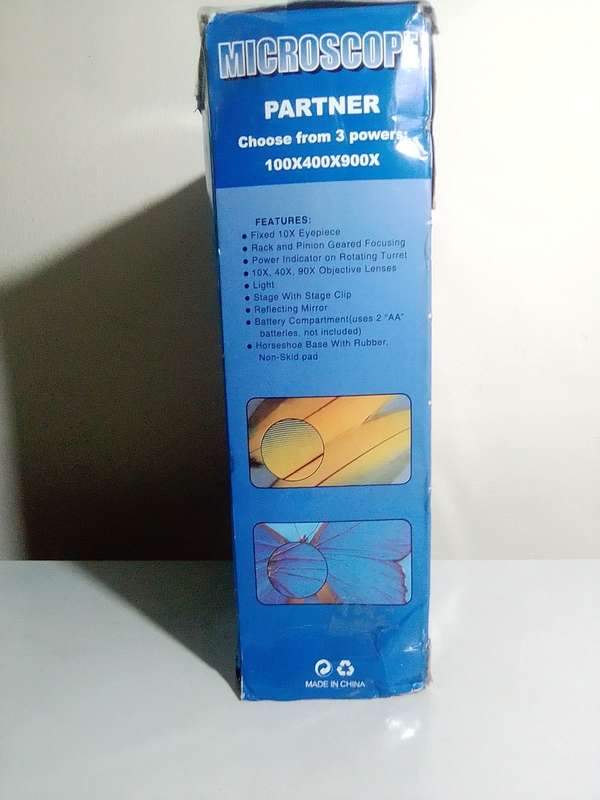 MICROSCOPE
PARTNER
Choose from 3 powers:
100X400X900X
FEATURES:
● Fixed 10X Eyepiece
● Rack and Pinion Geared Focusing
● Power Indicator on Rotating Turret
● 10X, 40X, 90X Objective Lenses
● Light
● Stage With Stage Clip
● Reflecting Mirror
● Battery Compartment(uses 2 "AA"
batteries, not included)
● Horseshoe Base With Rubber,
Non-Skid pad
MADE IN CHINA